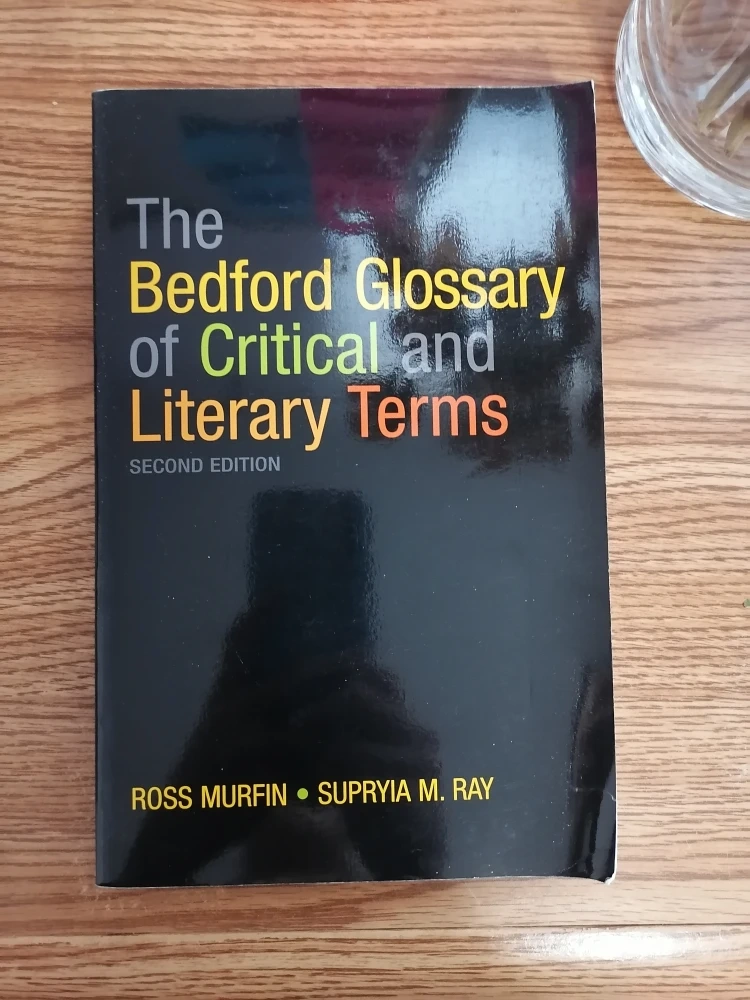 The
Bedford Glossary
of Critical and
Literary Terms
SECOND EDITION
ROSS MURFIN • SUPRYIA M. RAY